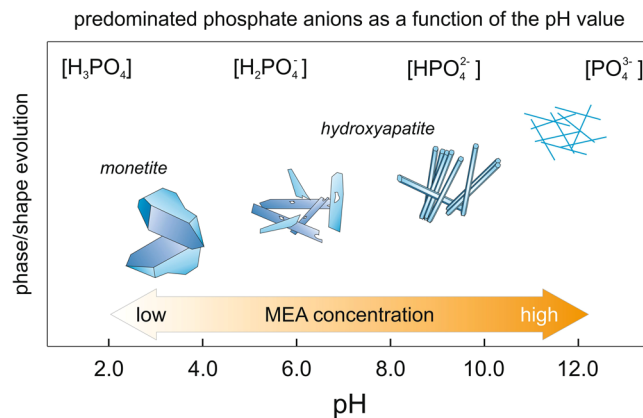 predominated phosphate anions as a function of the pH value
[H₃PO₄] [H₂PO₄⁻] [HPO₄²⁻] [PO₄³⁻]
hydroxyapatite
monetite
phase/shape evolution
low MEA concentration high
2.0 4.0 6.0 8.0 10.0 12.0
pH